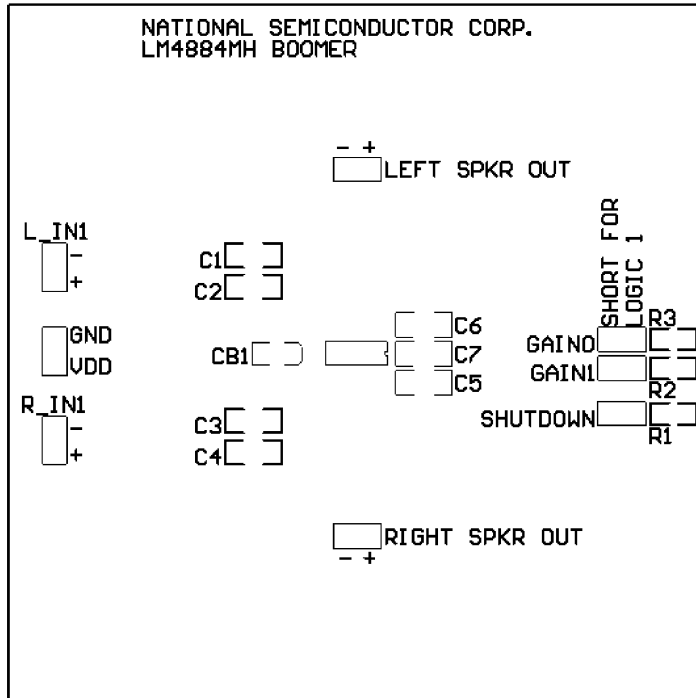 NATIONAL SEMICONDUCTOR CORP.
LM4884MH BOOMER
- +
LEFT SPKR OUT
L_IN1
-
+
C1
C2
SHORT FOR
LOGIC 1
GND
VDD
CB1
C6
C7
C5
GAIN0
R3
GAIN1
R2
SHUTDOWN
R1
R_IN1
-
+
C3
C4
RIGHT SPKR OUT
- +